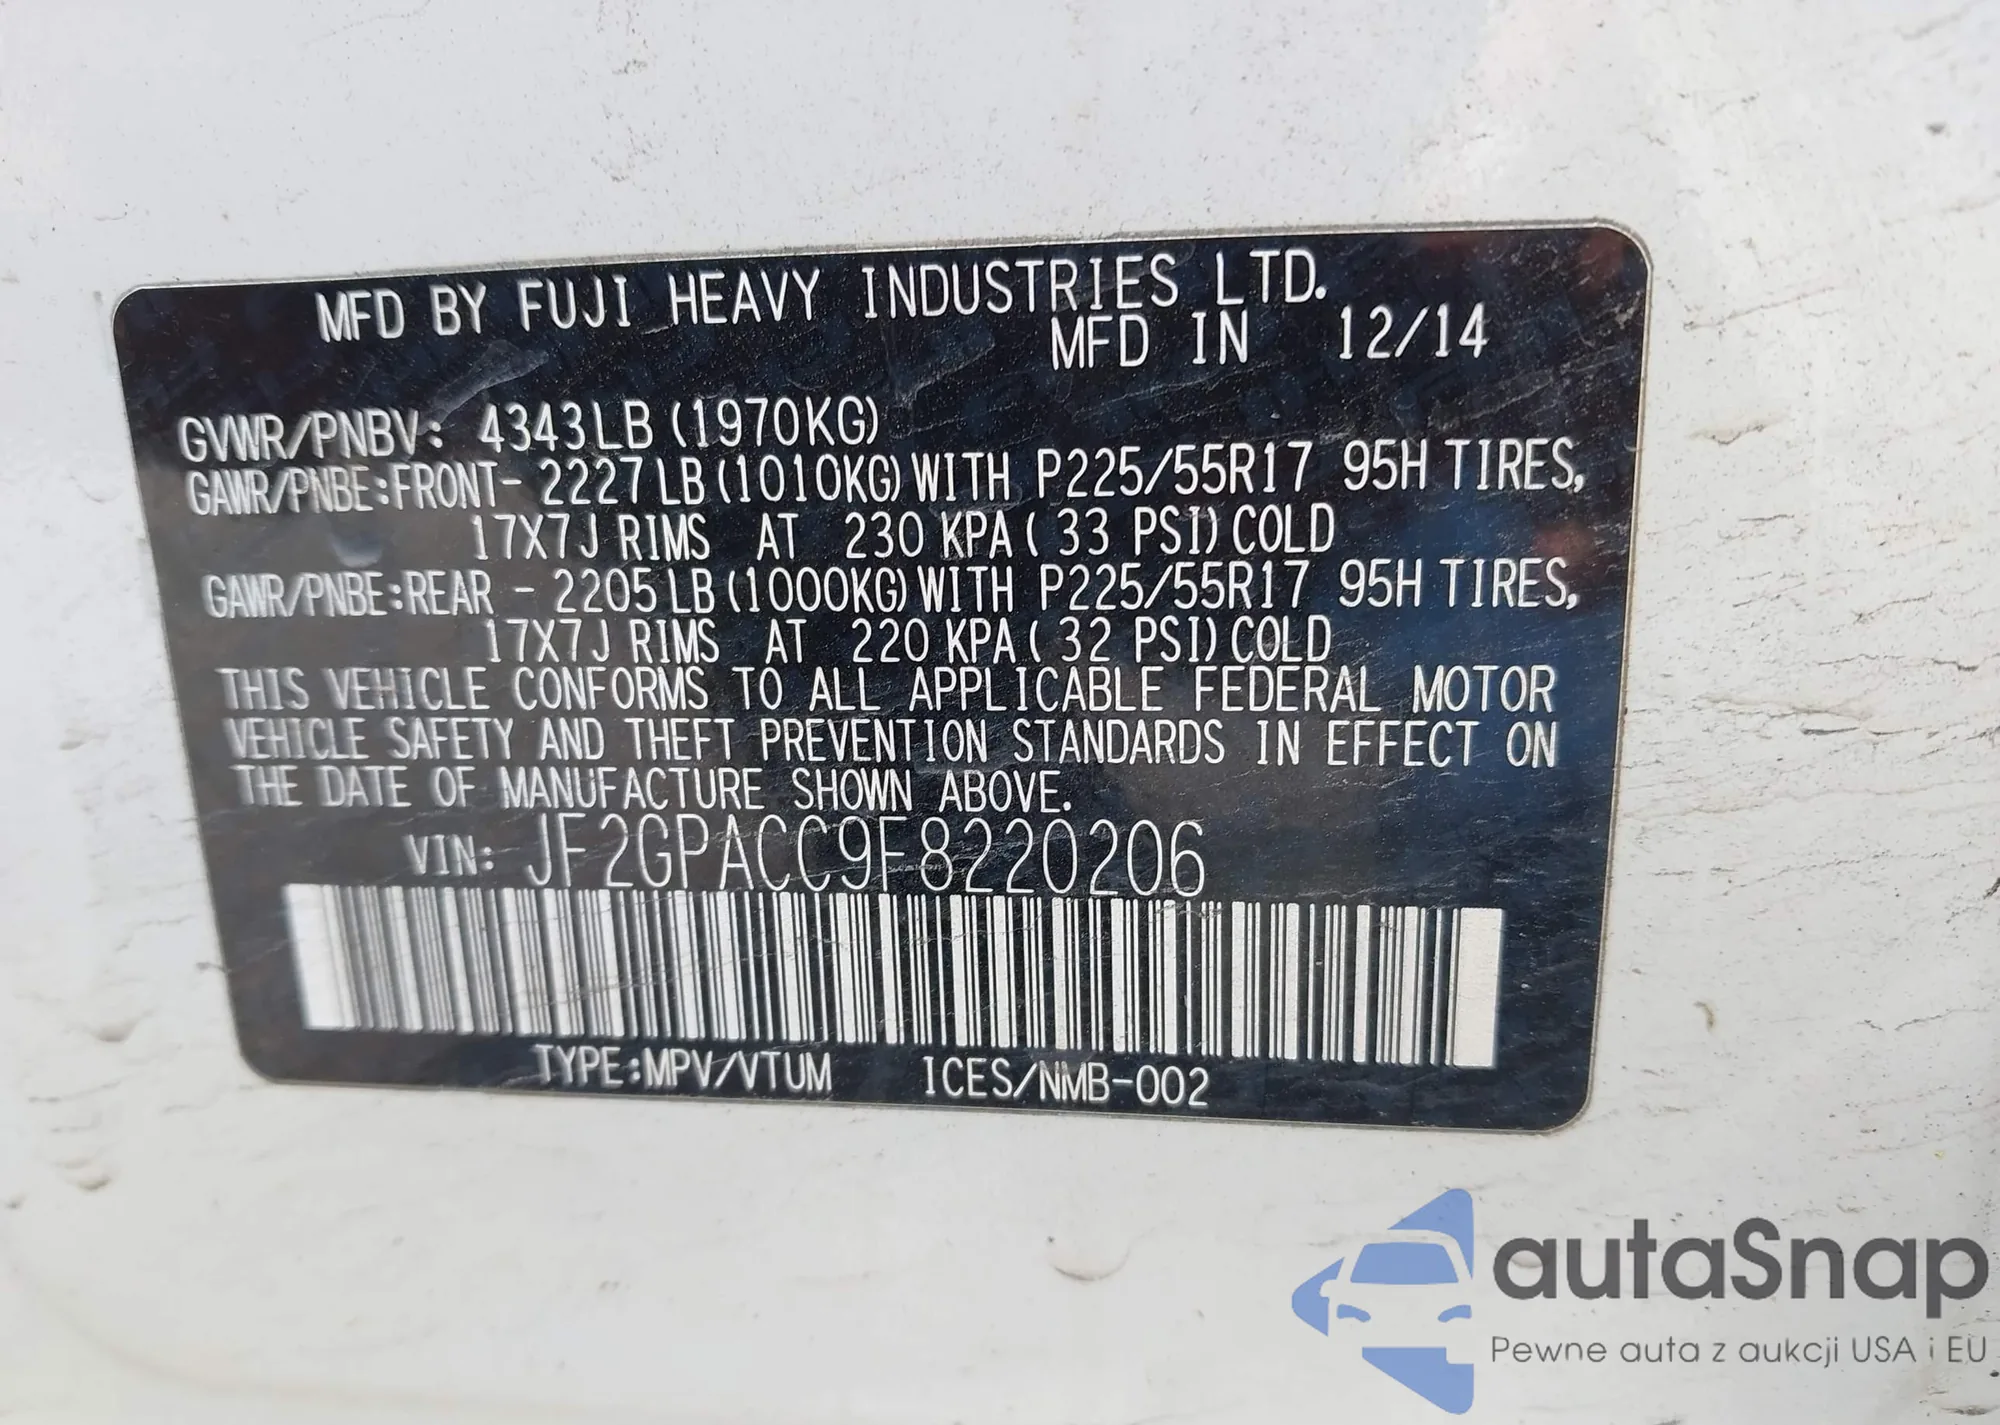 MFD BY FUJI HEAVY INDUSTRIES LTD.
MFD IN 12/14
GVWR/PNBV: 4343LB (1970KG)
GAWR/PNBE:FRONT- 2227LB (1010KG) WITH P225/55R17 95H TIRES,
17X7J RIMS AT 230 KPA ( 33 PSI) COLD
GAWR/PNBE:REAR - 2205LB (1000KG) WITH P225/55R17 95H TIRES,
17X7J RIMS AT 220 KPA ( 32 PSI) COLD
THIS VEHICLE CONFORMS TO ALL APPLICABLE FEDERAL MOTOR
VEHICLE SAFETY AND THEFT PREVENTION STANDARDS IN EFFECT ON
THE DATE OF MANUFACTURE SHOWN ABOVE.
VIN: JF2GPACC9F8220206
TYPE:MPV/VTUM ICES/NMB-002
autaSnap
Pewne auta z aukcji USA i EU